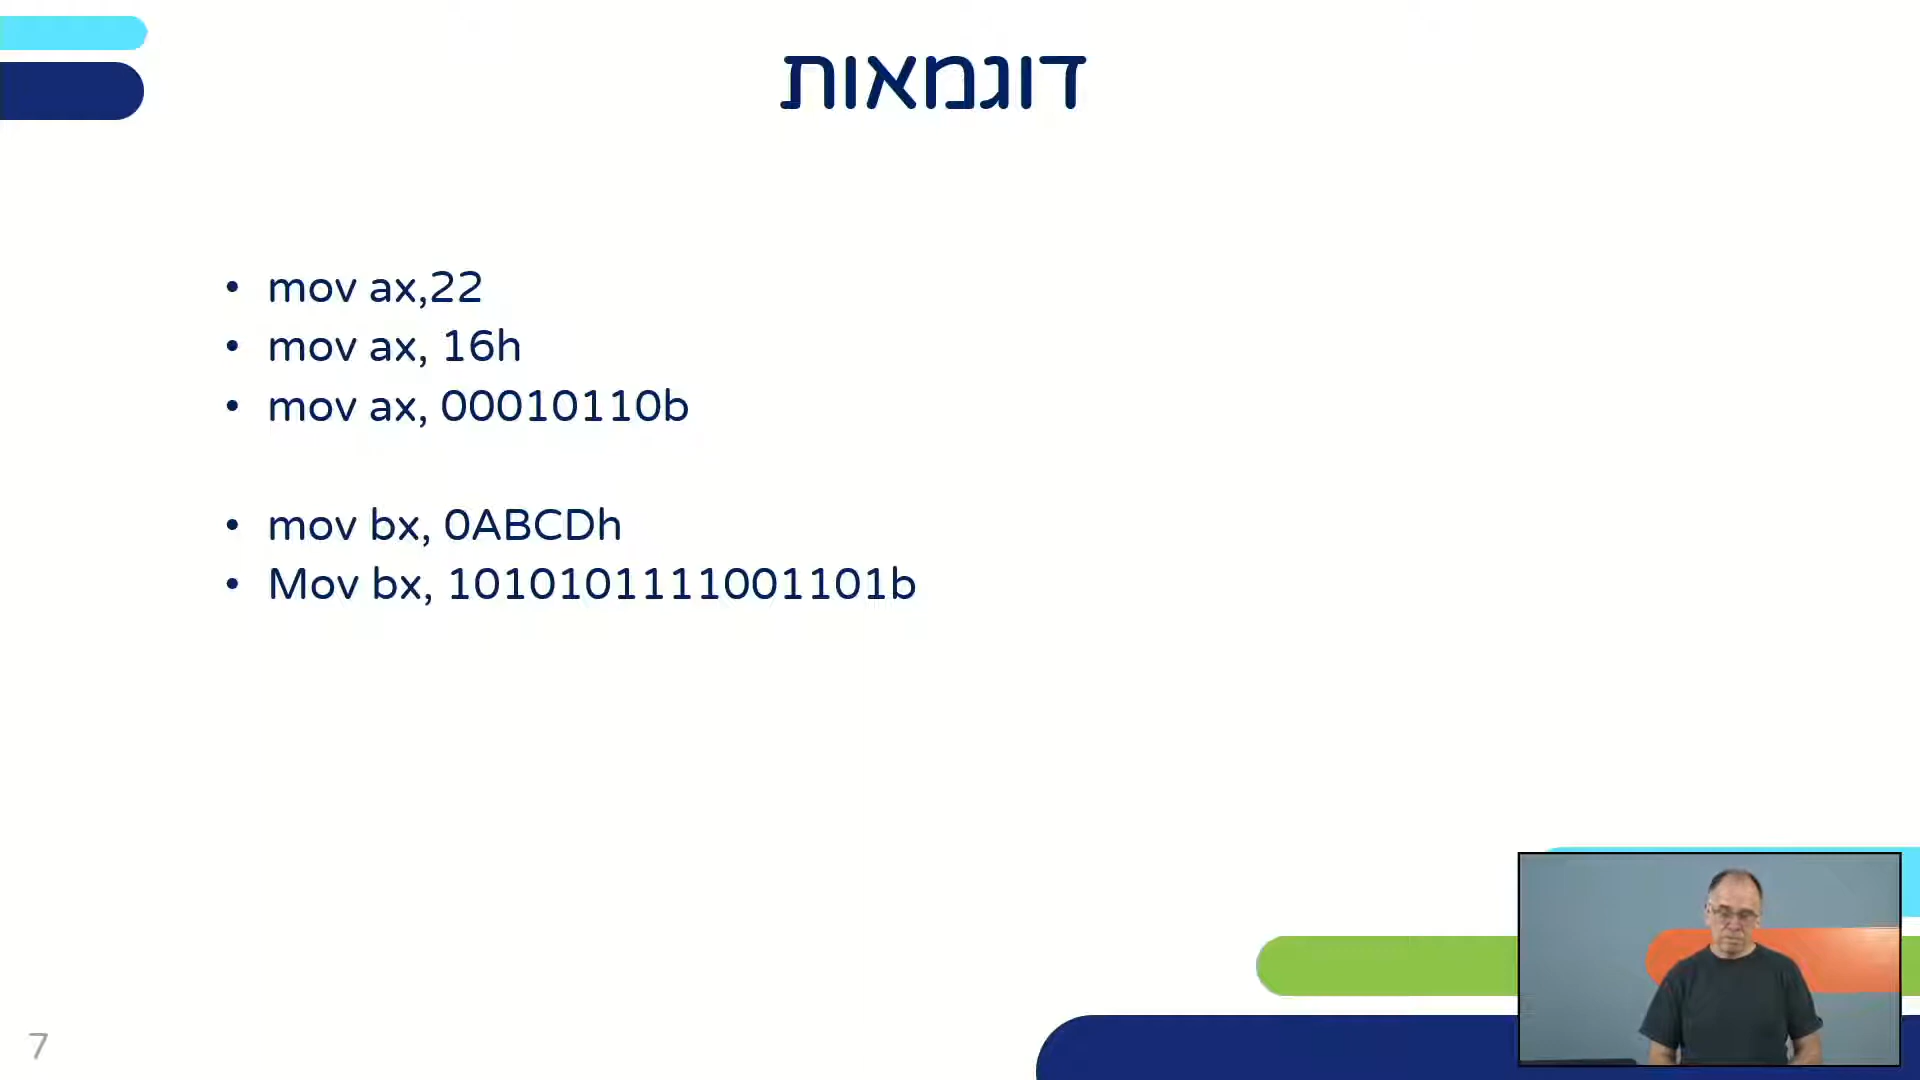 דוגמאות
• mov ax,22
• mov ax, 16h
• mov ax, 00010110b
• mov bx, 0ABCDh
• Mov bx, 1010101111001101b
7